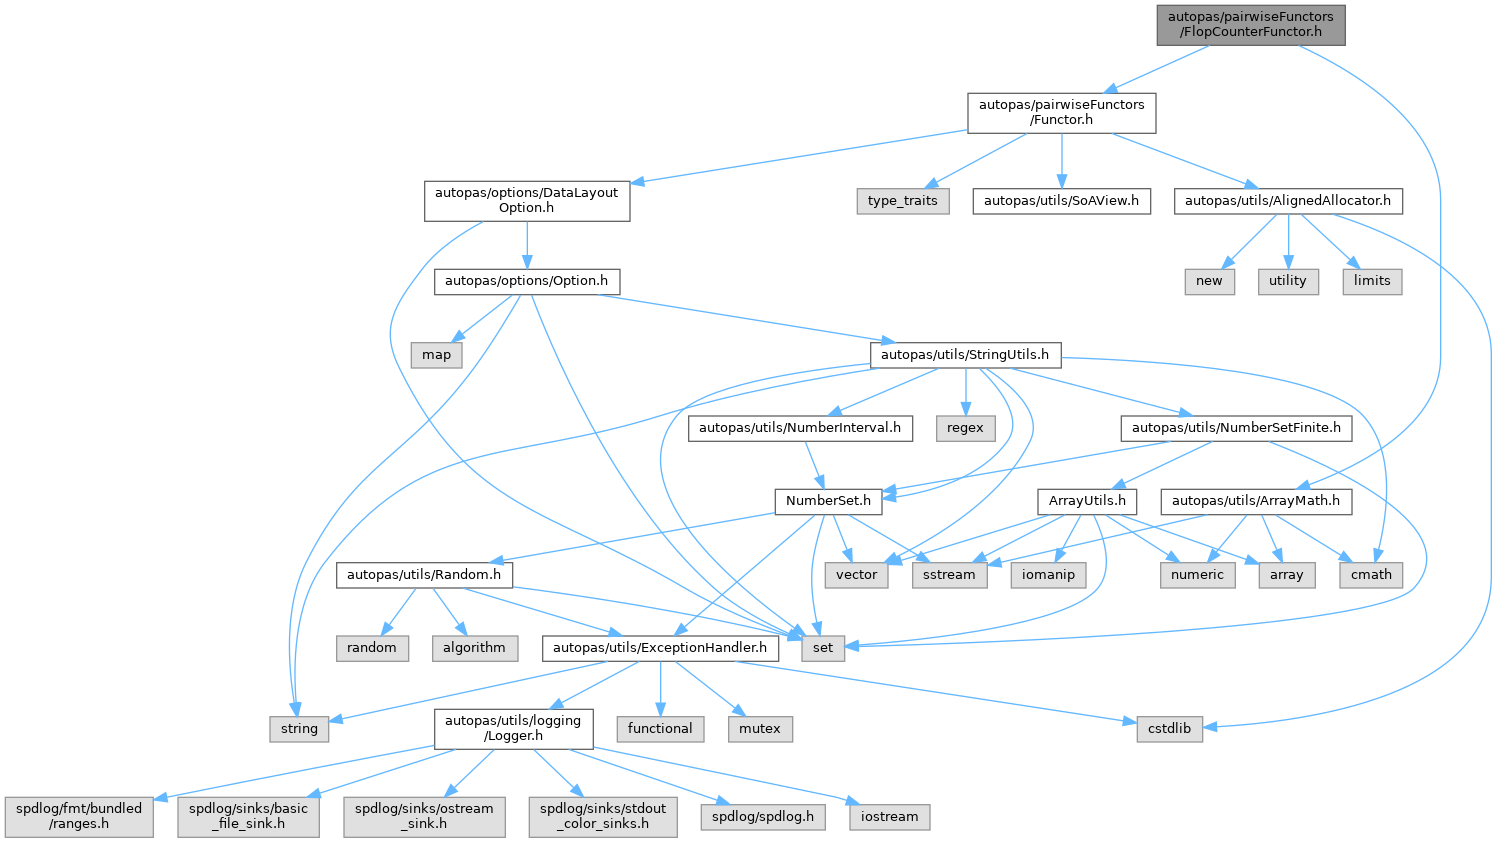 autopas/pairwiseFunctors
/FlopCounterFunctor.h
autopas/pairwiseFunctors
/Functor.h
autopas/options/DataLayout
Option.h
type_traits
autopas/utils/SoAView.h
autopas/utils/AlignedAllocator.h
autopas/options/Option.h
new
utility
limits
map
autopas/utils/StringUtils.h
autopas/utils/NumberInterval.h
regex
autopas/utils/NumberSetFinite.h
NumberSet.h
ArrayUtils.h
autopas/utils/ArrayMath.h
autopas/utils/Random.h
vector
sstream
iomanip
numeric
array
cmath
random
algorithm
autopas/utils/ExceptionHandler.h
set
string
autopas/utils/logging
/Logger.h
functional
mutex
cstdlib
spdlog/fmt/bundled
/ranges.h
spdlog/sinks/basic
_file_sink.h
spdlog/sinks/ostream
_sink.h
spdlog/sinks/stdout
_color_sinks.h
spdlog/spdlog.h
iostream